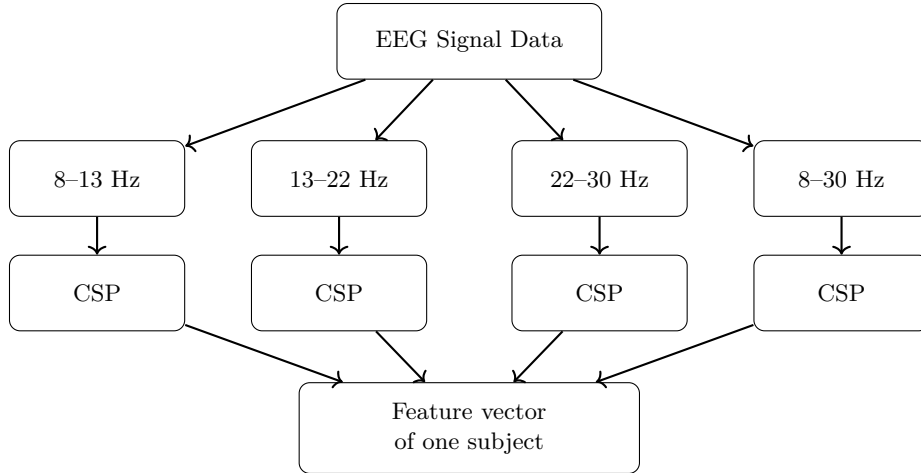 EEG Signal Data
8–13 Hz
13–22 Hz
22–30 Hz
8–30 Hz
CSP
CSP
CSP
CSP
Feature vector
of one subject